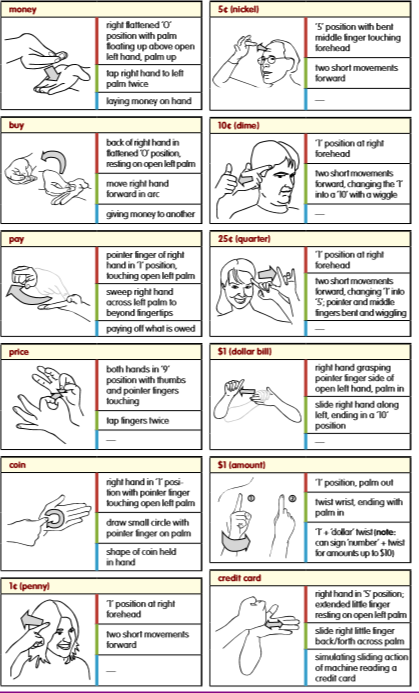 money
right flattened 'O'
position with palm
floating up above open
left hand, palm up
tap right hand to left
palm twice
laying money on hand
buy
back of right hand in
flattened 'O' position,
resting on open left palm
move right hand
forward in arc
giving money to another
pay
pointer finger of right
hand in '1' position,
touching open left palm
sweep right hand
across left palm to
beyond fingertips
paying off what is owed
price
both hands in '9'
position with thumbs
and pointer fingers
touching
tap fingers twice
—
coin
right hand in '1' posi-
tion with pointer finger
touching open left palm
draw small circle with
pointer finger on palm
shape of coin held
in hand
1¢ (penny)
'1' position at right
forehead
two short movements
forward
—
5¢ (nickel)
'5' position with bent
middle finger touching
forehead
two short movements
forward
—
10¢ (dime)
'1' position at right
forehead
two short movements
forward, changing the '1'
into a '10' with a wiggle
—
25¢ (quarter)
'1' position at right
forehead
two short movements
forward, changing '1' into
'5'; pointer and middle
fingers bent and wiggling
—
$1 (dollar bill)
right hand grasping
pointer finger side of
open left hand, palm in
slide right hand along
left, ending in a '10'
position
—
$1 (amount)
① ②
'1' position, palm out
twist wrist, ending with
palm in
'1' + 'dollar' twist (note:
can sign 'number' + twist
for amounts up to $10)
credit card
right hand in 'S' position;
extended little finger
resting on open left palm
slide right little finger
back/forth across palm
simulating sliding action
of machine reading a
credit card